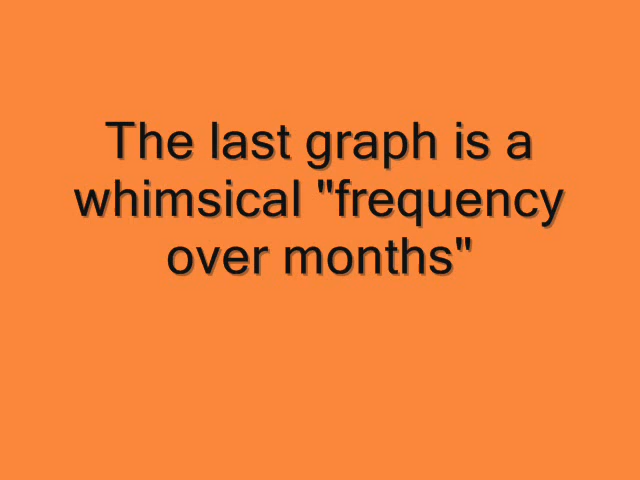 The last graph is a
whimsical "frequency
over months"